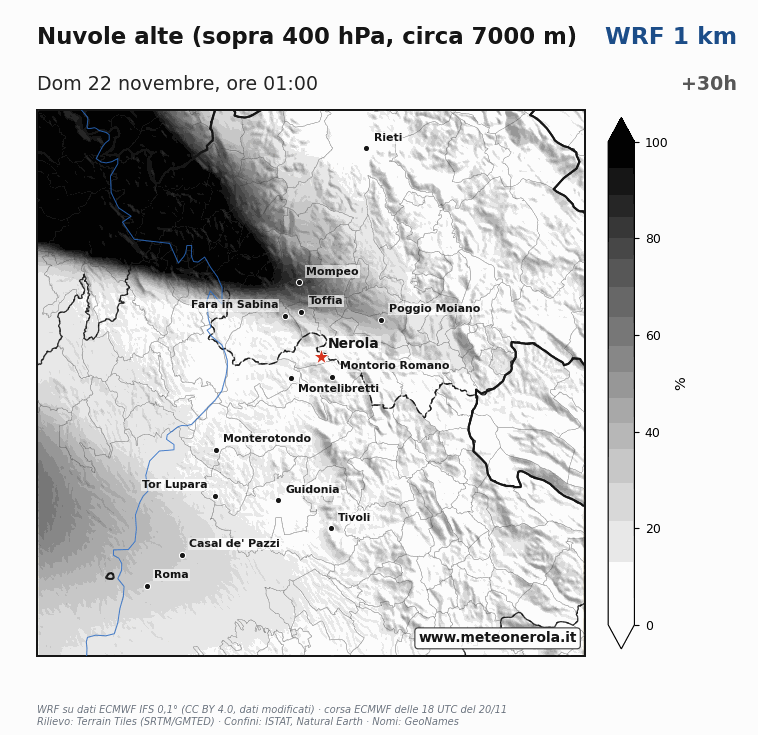 Nuvole alte (sopra 400 hPa, circa 7000 m)
WRF 1 km
Dom 22 novembre, ore 01:00
+30h
Rieti
100
80
Mompeo
Toffia
Fara in Sabina
Poggio Moiano
60
Nerola
Montorio Romano
%
Montelibretti
40
Monterotondo
Tor Lupara
Guidonia
20
Tivoli
Casal de' Pazzi
Roma
0
www.meteonerola.it
WRF su dati ECMWF IFS 0,1° (CC BY 4.0, dati modificati) · corsa ECMWF delle 18 UTC del 20/11
Rilievo: Terrain Tiles (SRTM/GMTED) · Confini: ISTAT, Natural Earth · Nomi: GeoNames